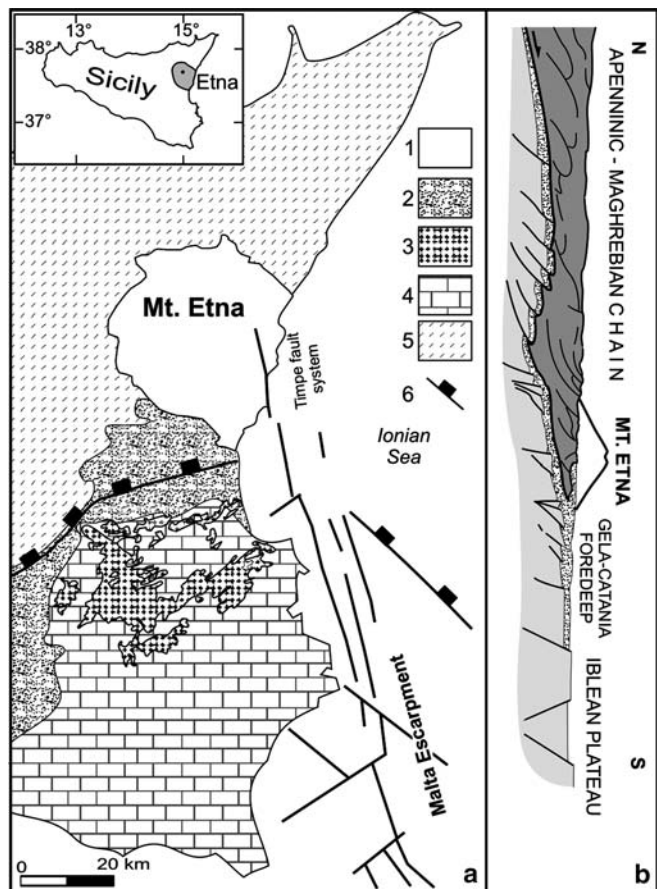 13°
15°
38°
37°
Sicily
Etna
1
2
3
4
5
6
Mt. Etna
Timpe fault
system
Ionian
Sea
Malta Escarpment
0
20 km
a
N
APENNINIC - MAGHREBIAN CHAIN
MT. ETNA
GELA-CATANIA
FOREDEEP
IBLEAN PLATEAU
S
b